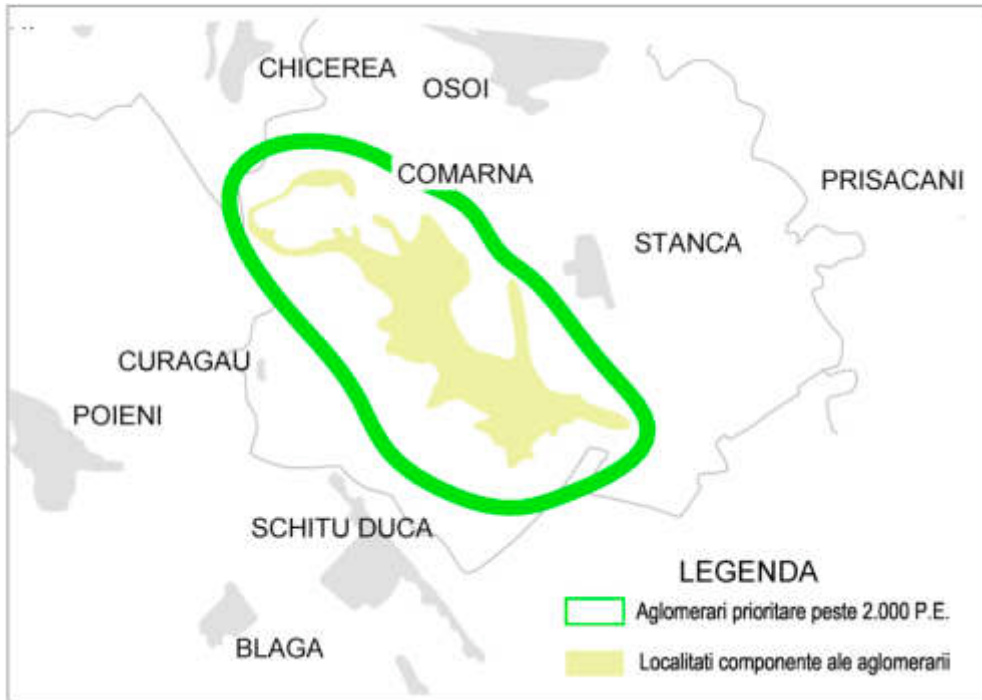 CHICEREA
OSOI
COMARNA
PRISACANI
STANCA
CURAGAU
POIENI
SCHITU DUCA
BLAGA
LEGENDA
Aglomerari prioritare peste 2.000 P.E.
Localitati componente ale aglomerarii